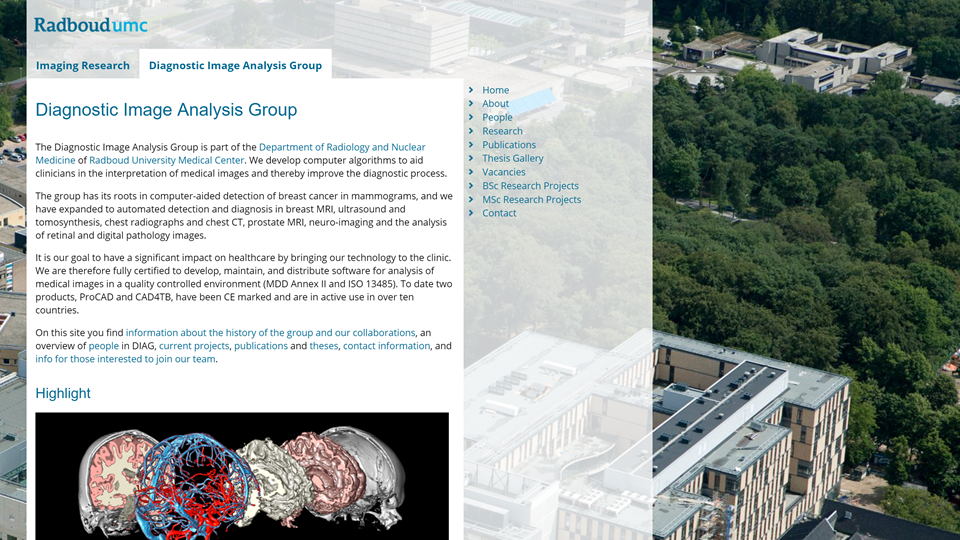 Radboudumc
Imaging Research
Diagnostic Image Analysis Group
Diagnostic Image Analysis Group
The Diagnostic Image Analysis Group is part of the Department of Radiology and Nuclear
Medicine of Radboud University Medical Center. We develop computer algorithms to aid
clinicians in the interpretation of medical images and thereby improve the diagnostic process.
The group has its roots in computer-aided detection of breast cancer in mammograms, and we
have expanded to automated detection and diagnosis in breast MRI, ultrasound and
tomosynthesis, chest radiographs and chest CT, prostate MRI, neuro-imaging and the analysis
of retinal and digital pathology images.
It is our goal to have a significant impact on healthcare by bringing our technology to the clinic.
We are therefore fully certified to develop, maintain, and distribute software for analysis of
medical images in a quality controlled environment (MDD Annex II and ISO 13485). To date two
products, ProCAD and CAD4TB, have been CE marked and are in active use in over ten
countries.
On this site you find information about the history of the group and our collaborations, an
overview of people in DIAG, current projects, publications and theses, contact information, and
info for those interested to join our team.
Highlight
Home
About
People
Research
Publications
Thesis Gallery
Vacancies
BSc Research Projects
MSc Research Projects
Contact